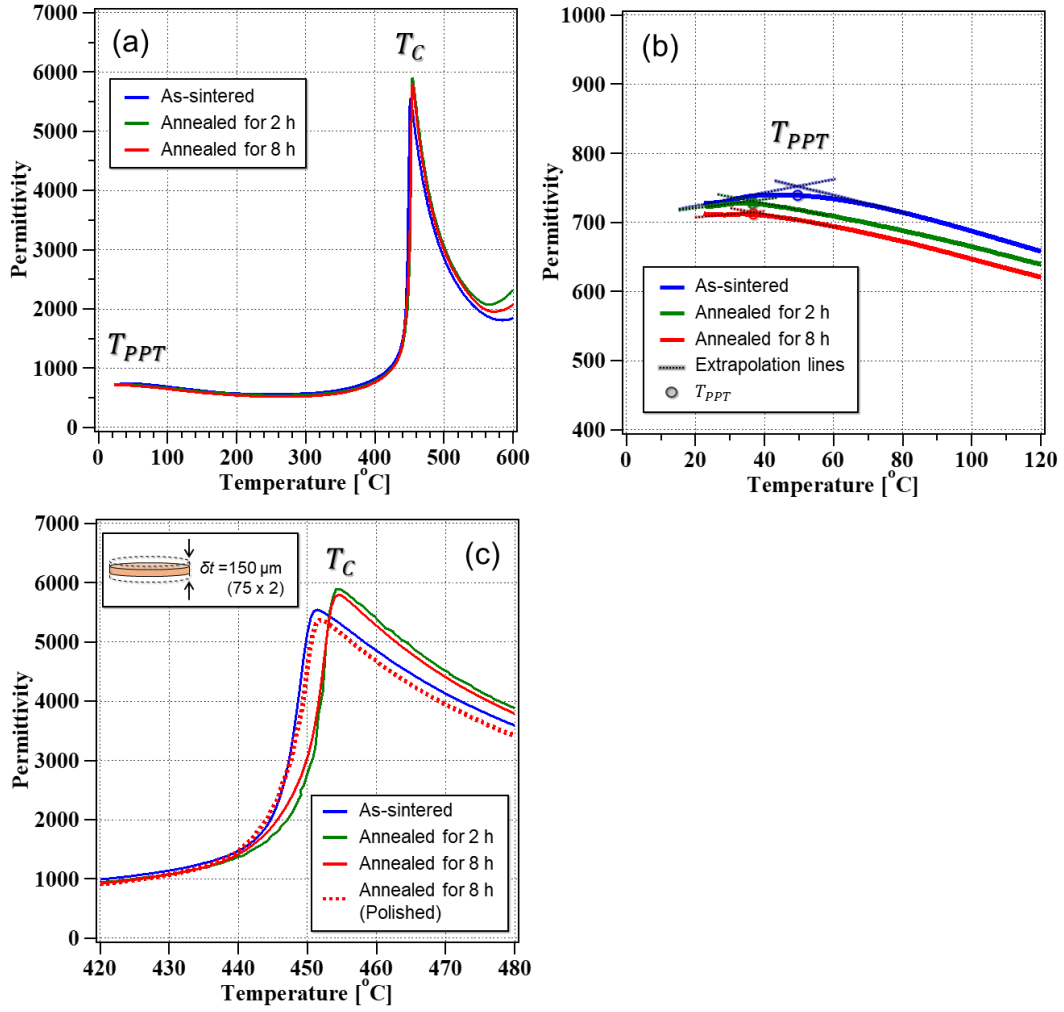 (a)
T_C
As-sintered
Annealed for 2 h
Annealed for 8 h
T_PPT
Permittivity
7000
6000
5000
4000
3000
2000
1000
0
0 100 200 300 400 500 600
Temperature [°C]
(b)
T_PPT
As-sintered
Annealed for 2 h
Annealed for 8 h
Extrapolation lines
T_PPT
Permittivity
1000
900
800
700
600
500
400
0 20 40 60 80 100 120
Temperature [°C]
(c)
T_C
δt =150 µm
(75 x 2)
As-sintered
Annealed for 2 h
Annealed for 8 h
Annealed for 8 h
(Polished)
Permittivity
7000
6000
5000
4000
3000
2000
1000
0
420 430 440 450 460 470 480
Temperature [°C]